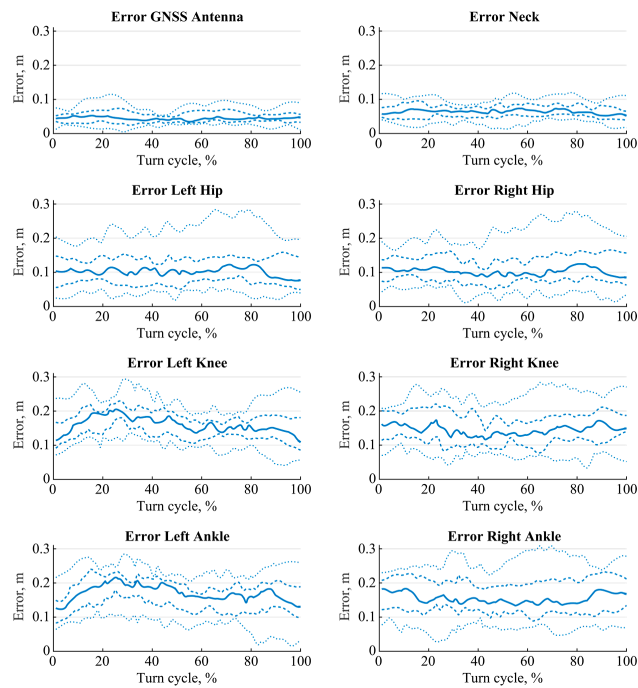 Error GNSS Antenna
Error, m
0.3
0.2
0.1
0
0 20 40 60 80 100
Turn cycle, %
Error Neck
Error, m
0.3
0.2
0.1
0
0 20 40 60 80 100
Turn cycle, %
Error Left Hip
Error, m
0.3
0.2
0.1
0
0 20 40 60 80 100
Turn cycle, %
Error Right Hip
Error, m
0.3
0.2
0.1
0
0 20 40 60 80 100
Turn cycle, %
Error Left Knee
Error, m
0.3
0.2
0.1
0
0 20 40 60 80 100
Turn cycle, %
Error Right Knee
Error, m
0.3
0.2
0.1
0
0 20 40 60 80 100
Turn cycle, %
Error Left Ankle
Error, m
0.3
0.2
0.1
0
0 20 40 60 80 100
Turn cycle, %
Error Right Ankle
Error, m
0.3
0.2
0.1
0
0 20 40 60 80 100
Turn cycle, %